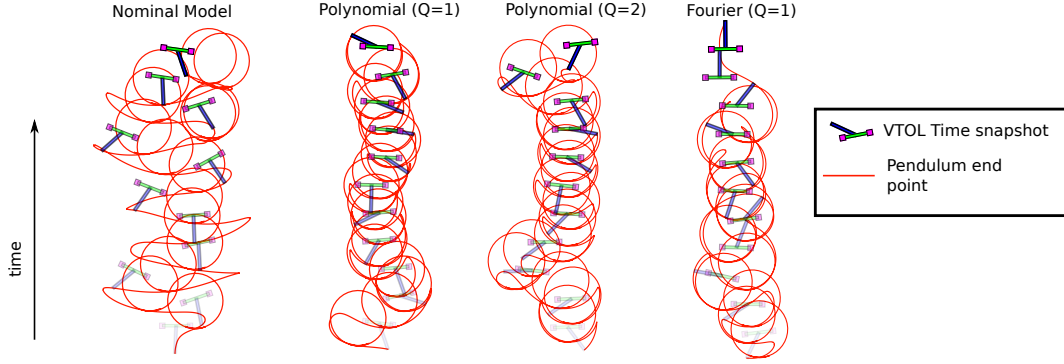 Nominal Model
Polynomial (Q=1)
Polynomial (Q=2)
Fourier (Q=1)
VTOL Time snapshot
Pendulum end
point
time